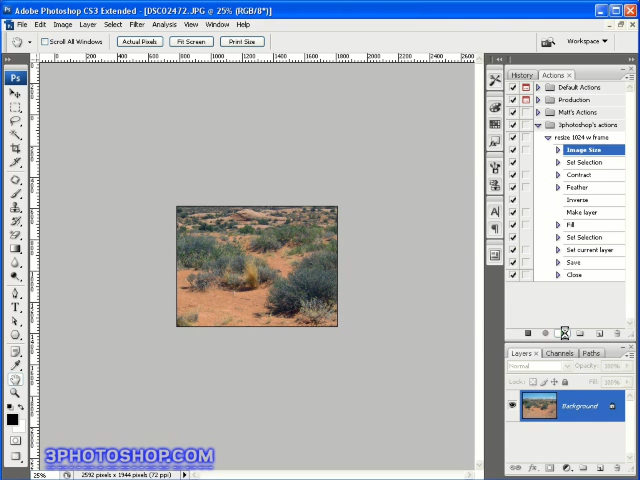 Adobe Photoshop CS3 Extended - [DSC02472.JPG @ 25% (RGB/8*)]
File Edit Image Layer Select Filter Analysis View Window Help
Scroll All Windows Actual Pixels Fit Screen Print Size Workspace
History Actions
Default Actions
Production
Matt's Actions
3photoshop's actions
resize 1024 w frame
Image Size
Set Selection
Contract
Feather
Inverse
Make layer
Fill
Set Selection
Set current layer
Save
Close
Layers Channels Paths
Normal Opacity: 100%
Lock: Fill: 100%
Background
3PHOTOSHOP.COM
25% 2592 pixels x 1944 pixels (72 ppi)